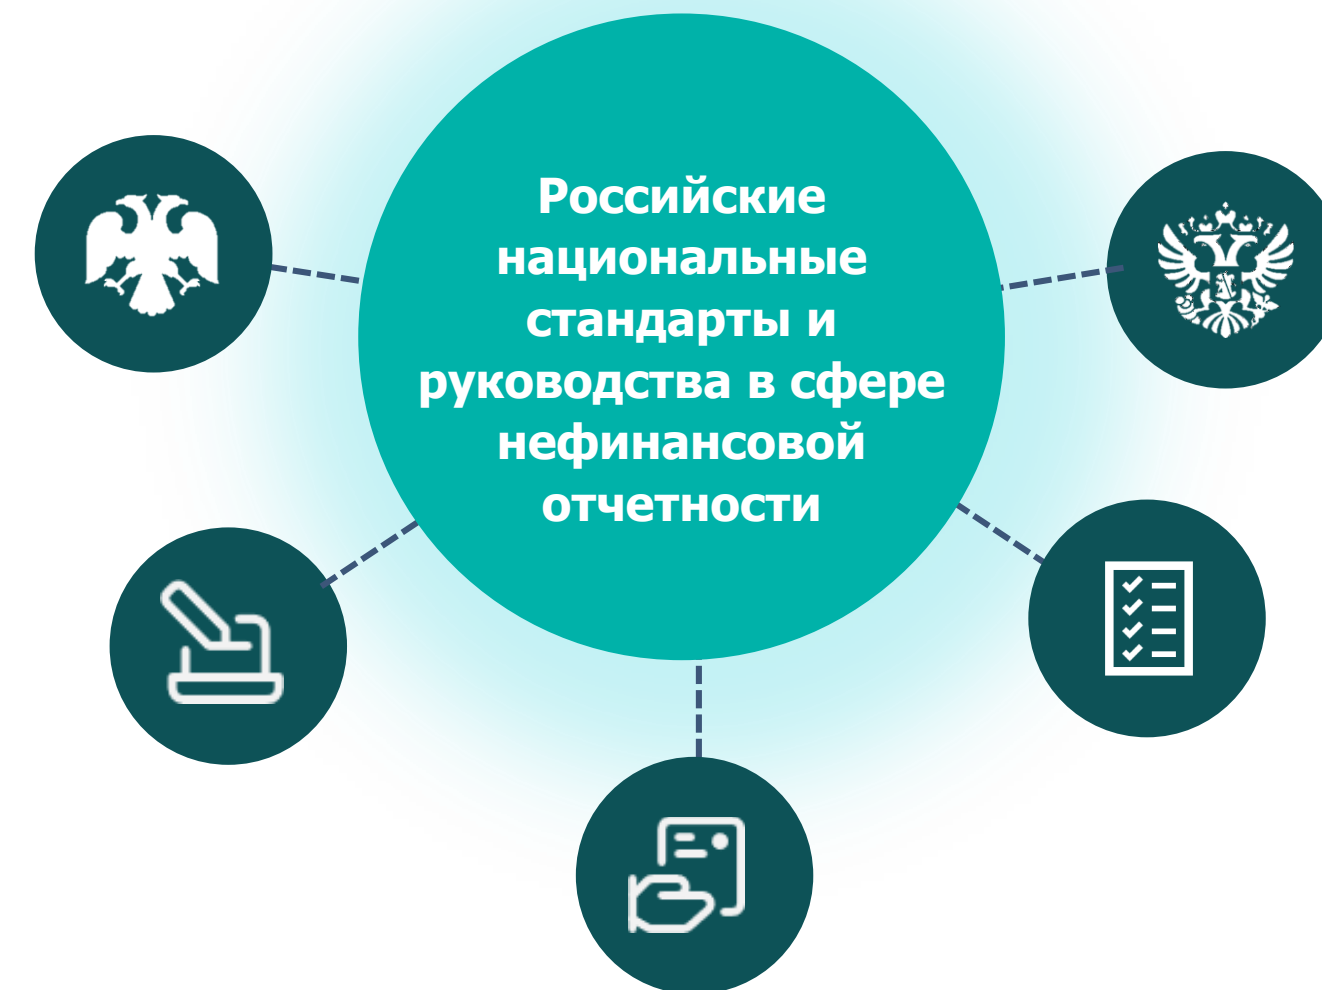 Российские
национальные
стандарты и
руководства в сфере
нефинансовой
отчетности